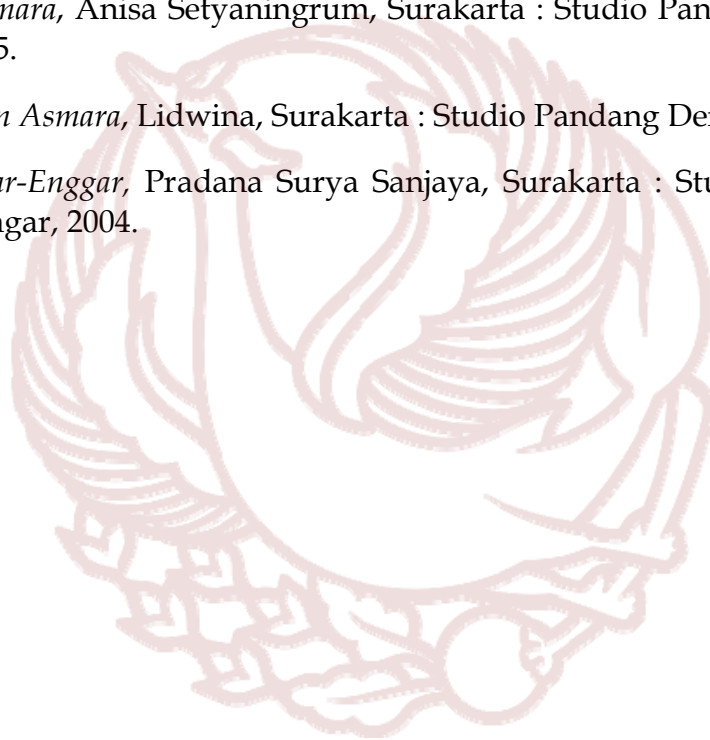 mara, Anisa Setyaningrum, Surakarta : Studio Pan
5.
n Asmara, Lidwina, Surakarta : Studio Pandang De
ar-Enggar, Pradana Surya Sanjaya, Surakarta : Stu
ngar, 2004.